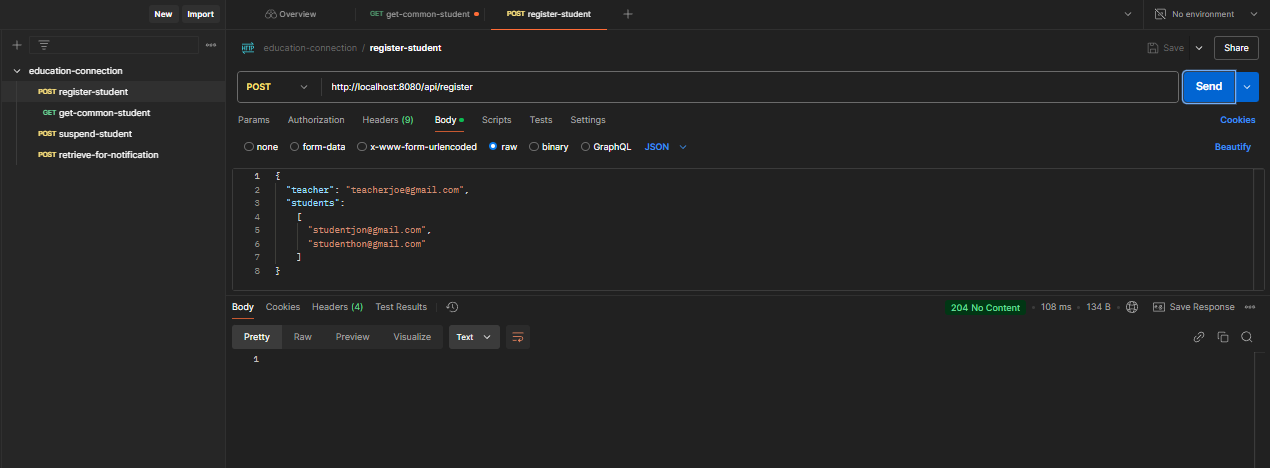 New Import
Overview
GET get-common-student
POST register-student
No environment
education-connection
POST register-student
GET get-common-student
POST suspend-student
POST retrieve-for-notification
HTTP education-connection / register-student
Save
Share
POST http://localhost:8080/api/register
Send
Params Authorization Headers (9) Body Scripts Tests Settings
Cookies
none form-data x-www-form-urlencoded raw binary GraphQL JSON
Beautify
1 {
2 "teacher": "teacherjoe@gmail.com",
3 "students":
4 [
5 "studentjon@gmail.com",
6 "studenthon@gmail.com"
7 ]
8 }
Body Cookies Headers (4) Test Results
204 No Content 108 ms 134 B Save Response
Pretty Raw Preview Visualize Text
1